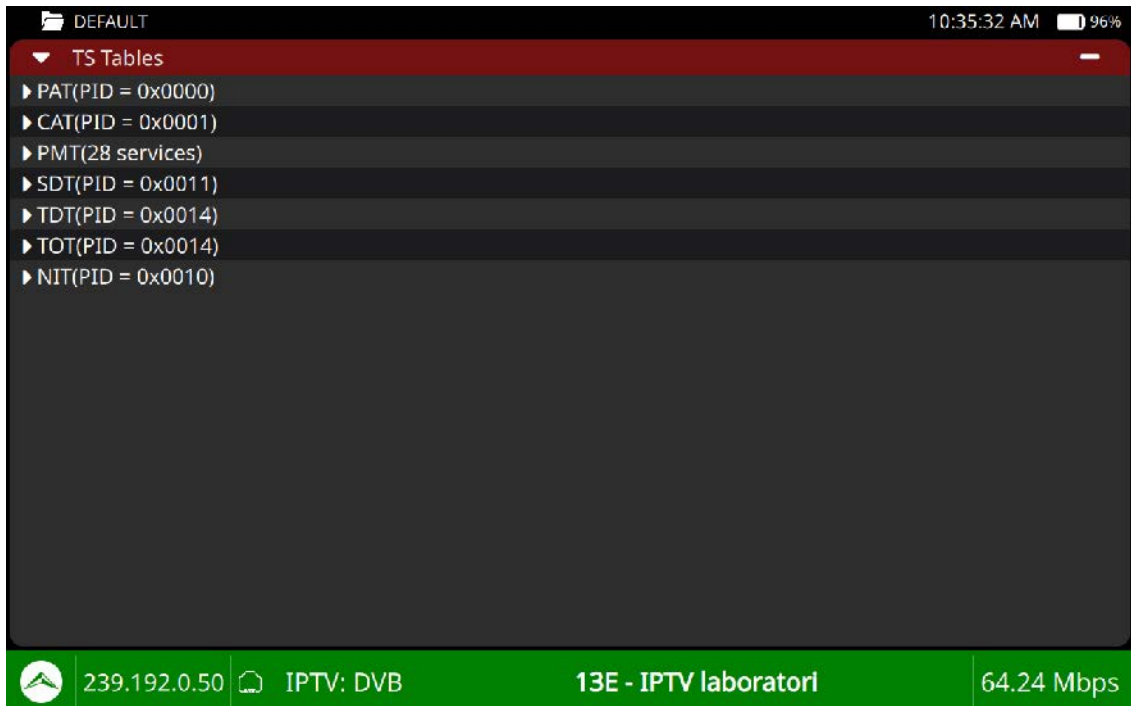 DEFAULT 10:35:32 AM 96%
TS Tables
PAT(PID = 0x0000)
CAT(PID = 0x0001)
PMT(28 services)
SDT(PID = 0x0011)
TDT(PID = 0x0014)
TOT(PID = 0x0014)
NIT(PID = 0x0010)
239.192.0.50 IPTV: DVB 13E - IPTV laboratori 64.24 Mbps